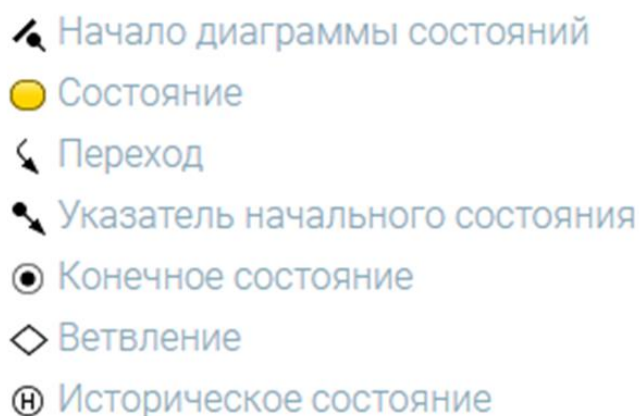 Начало диаграммы состояний
Состояние
Переход
Указатель начального состояния
Конечное состояние
Ветвление
H Историческое состояние